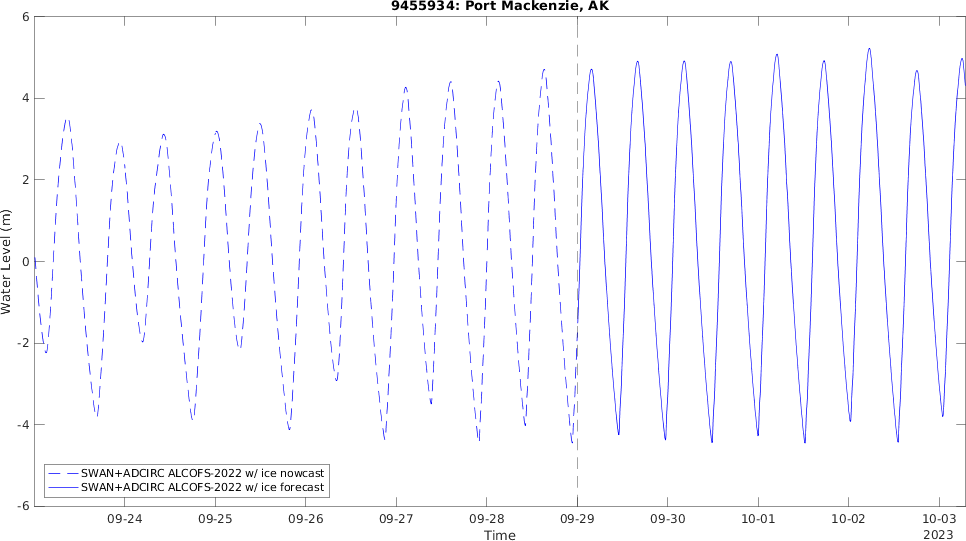 9455934: Port Mackenzie, AK
6
4
2
0
-2
-4
-6
Water Level (m)
SWAN+ADCIRC ALCOFS-2022 w/ ice nowcast
SWAN+ADCIRC ALCOFS-2022 w/ ice forecast
09-24 09-25 09-26 09-27 09-28 09-29 09-30 10-01 10-02 10-03
Time
2023